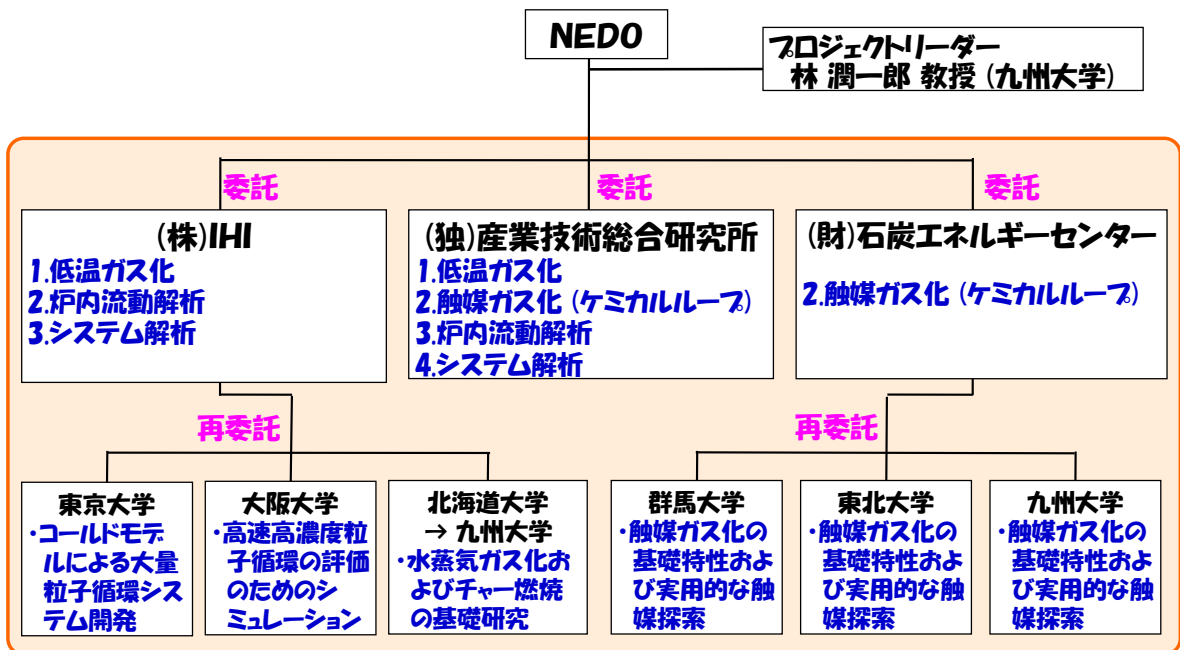 NEDO
プロジェクトリーダー
林 潤一郎 教授 (九州大学)
委託
委託
委託
(株)IHI
1.低温ガス化
2.炉内流動解析
3.システム解析
(独)産業技術総合研究所
1.低温ガス化
2.触媒ガス化 (ケミカルループ)
3.炉内流動解析
4.システム解析
(財)石炭エネルギーセンター
2.触媒ガス化 (ケミカルループ)
再委託
再委託
東京大学
・コールドモデ
ルによる大量
粒子循環シス
テム開発
大阪大学
・高速高濃度粒
子循環の評価
のためのシ
ミュレーション
北海道大学
→ 九州大学
・水蒸気ガス化お
よびチャー燃焼
の基礎研究
群馬大学
・触媒ガス化の
基礎特性およ
び実用的な触
媒探索
東北大学
・触媒ガス化の
基礎特性およ
び実用的な触
媒探索
九州大学
・触媒ガス化の
基礎特性およ
び実用的な触
媒探索